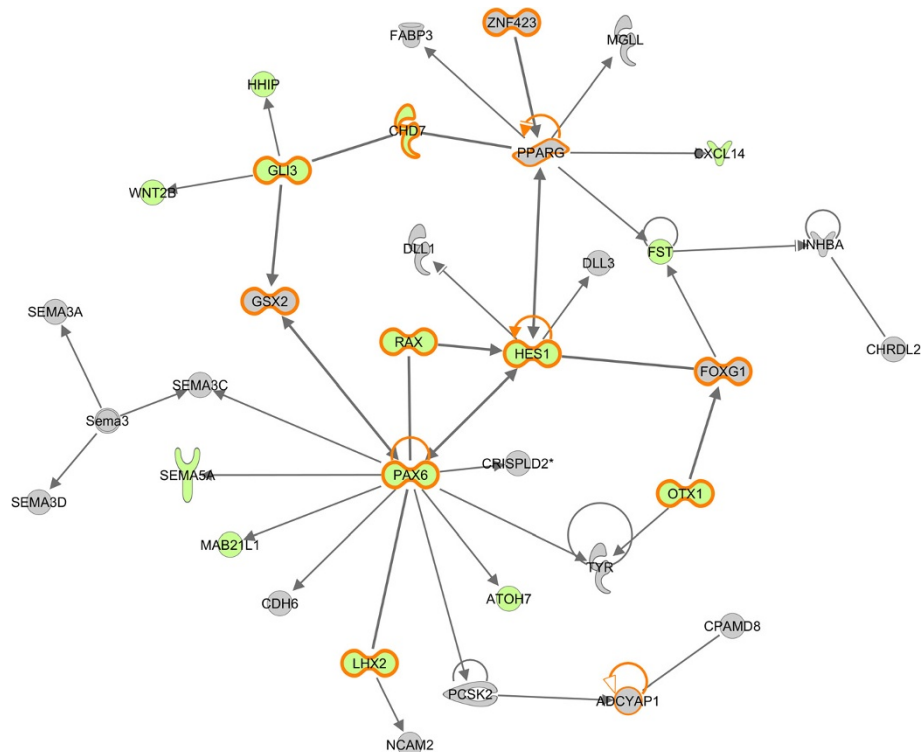 ZNF423
FABP3
MGLL
HHIP
CHD7
PPARG
CXCL14
GLI3
WNT2B
DLL1
FST
INHBA
DLL3
GSX2
SEMA3A
RAX
HES1
CHRDL2
FOXG1
SEMA3C
Sema3
CRISPLD2*
SEMA5A
PAX6
OTX1
SEMA3D
MAB21L1
TYR
CDH6
ATOH7
CPAMD8
LHX2
PCSK2
ADCYAP1
NCAM2